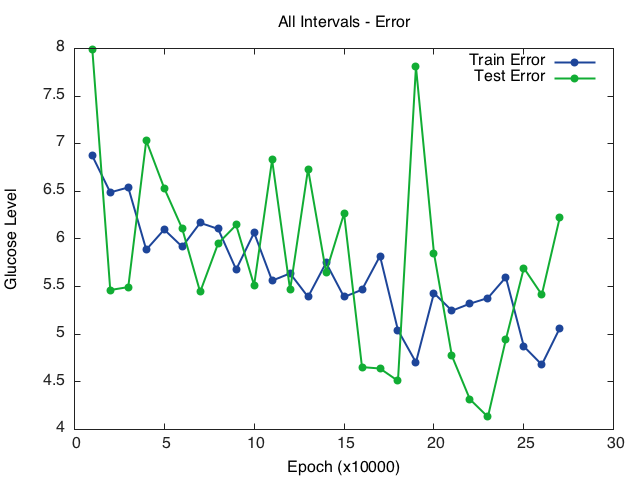 All Intervals - Error
Train Error
Test Error
8
7.5
7
6.5
6
5.5
5
4.5
4
Glucose Level
0 5 10 15 20 25 30
Epoch (x10000)